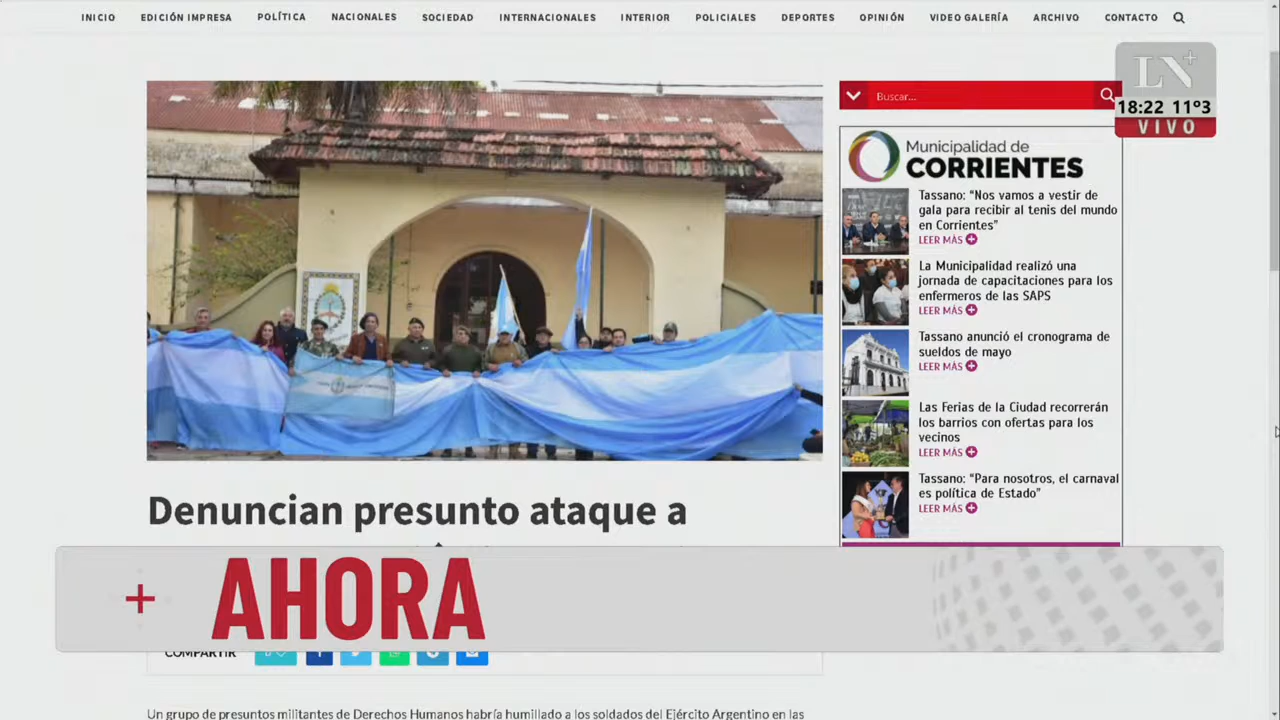 INICIO
EDICIÓN IMPRESA
POLÍTICA
NACIONALES
SOCIEDAD
INTERNACIONALES
INTERIOR
POLICIALES
DEPORTES
OPINIÓN
VIDEO GALERÍA
ARCHIVO
CONTACTO
LN+
18:22 11°3
VIVO
Buscar...
Municipalidad de
CORRIENTES
Tassano: “Nos vamos a vestir de
gala para recibir al tenis del mundo
en Corrientes”
LEER MÁS
La Municipalidad realizó una
jornada de capacitaciones para los
enfermeros de las SAPS
LEER MÁS
Tassano anunció el cronograma de
sueldos de mayo
LEER MÁS
Las Ferias de la Ciudad recorrerán
los barrios con ofertas para los
vecinos
LEER MÁS
Tassano: “Para nosotros, el carnaval
es política de Estado”
LEER MÁS
Denuncian presunto ataque a
+ AHORA
COMPARTIR
Un grupo de presuntos militantes de Derechos Humanos habría humillado a los soldados del Ejército Argentino en las